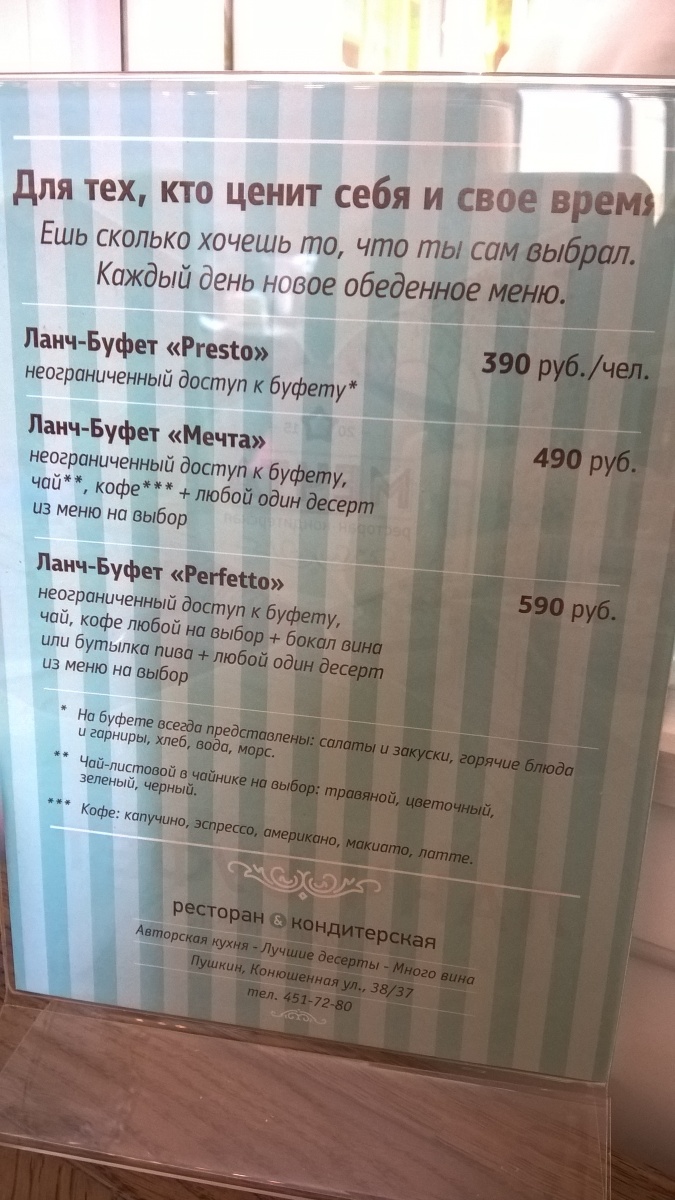 Для тех, кто ценит себя и свое время
Ешь сколько хочешь то, что ты сам выбрал.
Каждый день новое обеденное меню.
Ланч-Буфет «Presto»
390 руб./чел.
неограниченный доступ к буфету*
Ланч-Буфет «Мечта»
490 руб.
неограниченный доступ к буфету,
чай**, кофе*** + любой один десерт
из меню на выбор
Ланч-Буфет «Perfetto»
590 руб.
неограниченный доступ к буфету,
чай, кофе любой на выбор + бокал вина
или бутылка пива + любой один десерт
из меню на выбор
* На буфете всегда представлены: салаты и закуски, горячие блюда
и гарниры, хлеб, вода, морс.
** Чай-листовой в чайнике на выбор: травяной, цветочный,
зеленый, черный.
*** Кофе: капучино, эспрессо, американо, макиато, латте.
ресторан & кондитерская
Авторская кухня - Лучшие десерты - Много вина
Пушкин, Конюшенная ул., 38/37
тел. 451-72-80